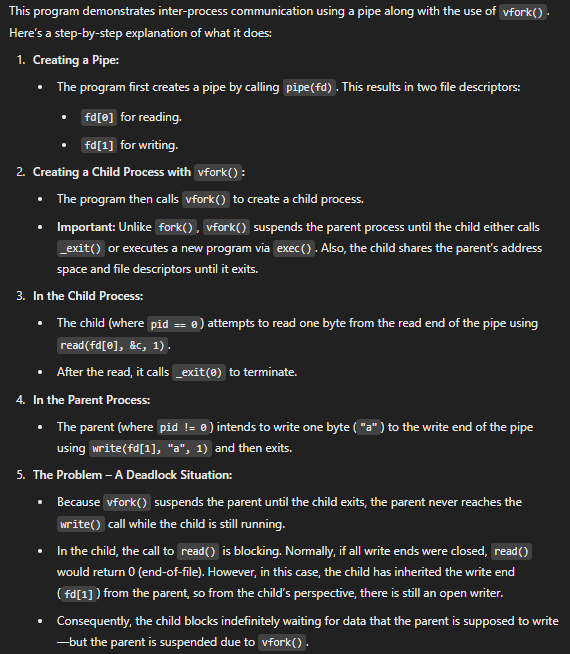 This program demonstrates inter-process communication using a pipe along with the use of vfork().
Here's a step-by-step explanation of what it does:
1. Creating a Pipe:
• The program first creates a pipe by calling pipe(fd). This results in two file descriptors:
• fd[0] for reading.
• fd[1] for writing.
2. Creating a Child Process with vfork():
• The program then calls vfork() to create a child process.
• Important: Unlike fork(), vfork() suspends the parent process until the child either calls
_exit() or executes a new program via exec(). Also, the child shares the parent's address
space and file descriptors until it exits.
3. In the Child Process:
• The child (where pid == 0) attempts to read one byte from the read end of the pipe using
read(fd[0], &c, 1).
• After the read, it calls _exit(0) to terminate.
4. In the Parent Process:
• The parent (where pid != 0) intends to write one byte ("a") to the write end of the pipe
using write(fd[1], "a", 1) and then exits.
5. The Problem – A Deadlock Situation:
• Because vfork() suspends the parent until the child exits, the parent never reaches the
write() call while the child is still running.
• In the child, the call to read() is blocking. Normally, if all write ends were closed, read()
would return 0 (end-of-file). However, in this case, the child has inherited the write end
(fd[1]) from the parent, so from the child's perspective, there is still an open writer.
• Consequently, the child blocks indefinitely waiting for data that the parent is supposed to write
—but the parent is suspended due to vfork().